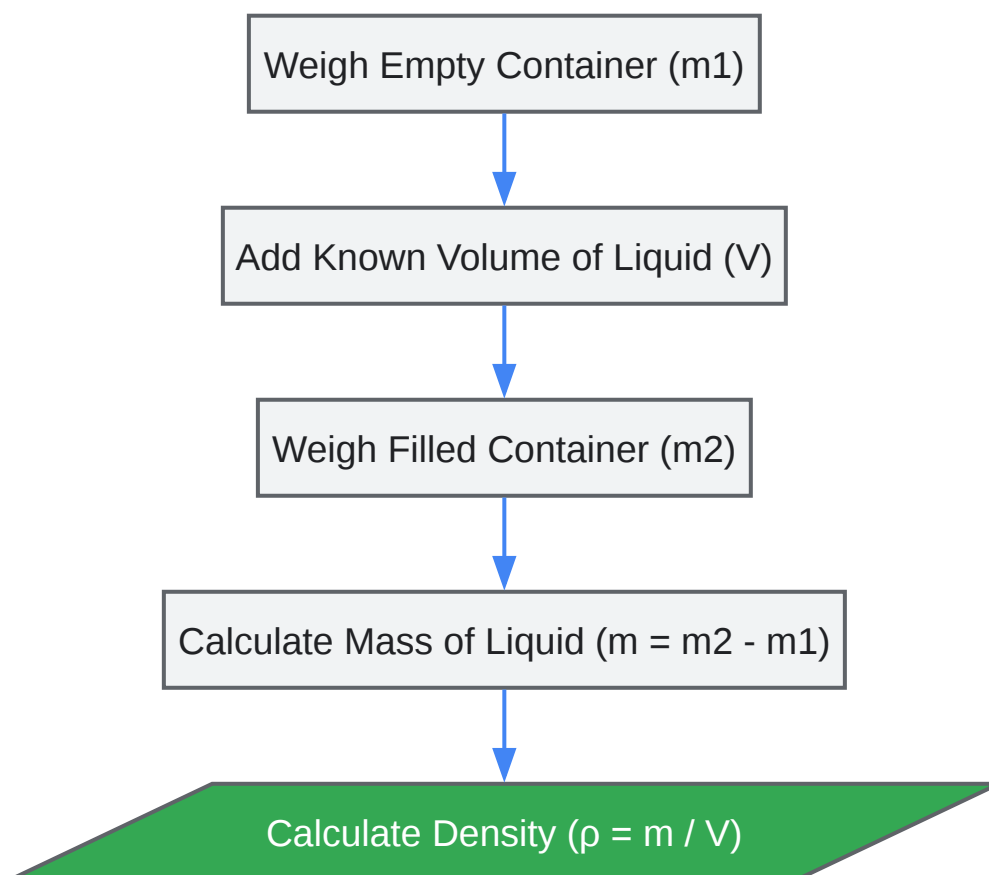 Weigh Empty Container (m1)
Add Known Volume of Liquid (V)
Weigh Filled Container (m2)
Calculate Mass of Liquid (m = m2 - m1)
Calculate Density (ρ = m / V)